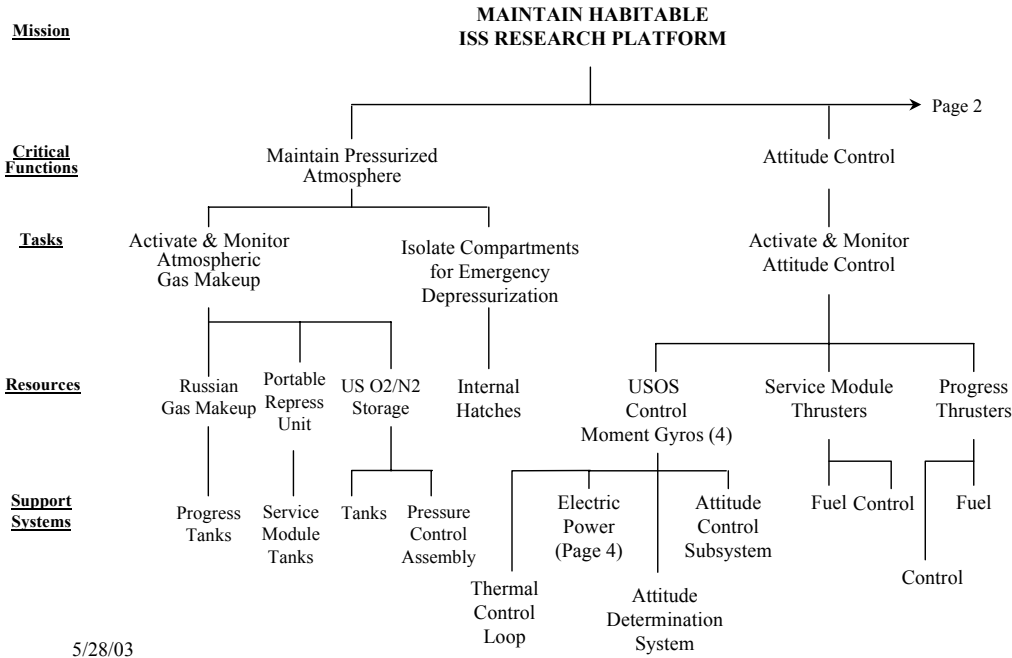 Mission
MAINTAIN HABITABLE
ISS RESEARCH PLATFORM
Page 2
Critical
Functions
Maintain Pressurized
Atmosphere
Attitude Control
Tasks
Activate & Monitor
Atmospheric
Gas Makeup
Isolate Compartments
for Emergency
Depressurization
Activate & Monitor
Attitude Control
Resources
Russian
Gas Makeup
Portable
Repress
Unit
US O2/N2
Storage
Internal
Hatches
USOS
Control
Moment Gyros (4)
Service Module
Thrusters
Progress
Thrusters
Support
Systems
Progress
Tanks
Service
Module
Tanks
Tanks
Pressure
Control
Assembly
Thermal
Control
Loop
Electric
Power
(Page 4)
Attitude
Determination
System
Attitude
Control
Subsystem
Fuel
Control
Control
Fuel
5/28/03